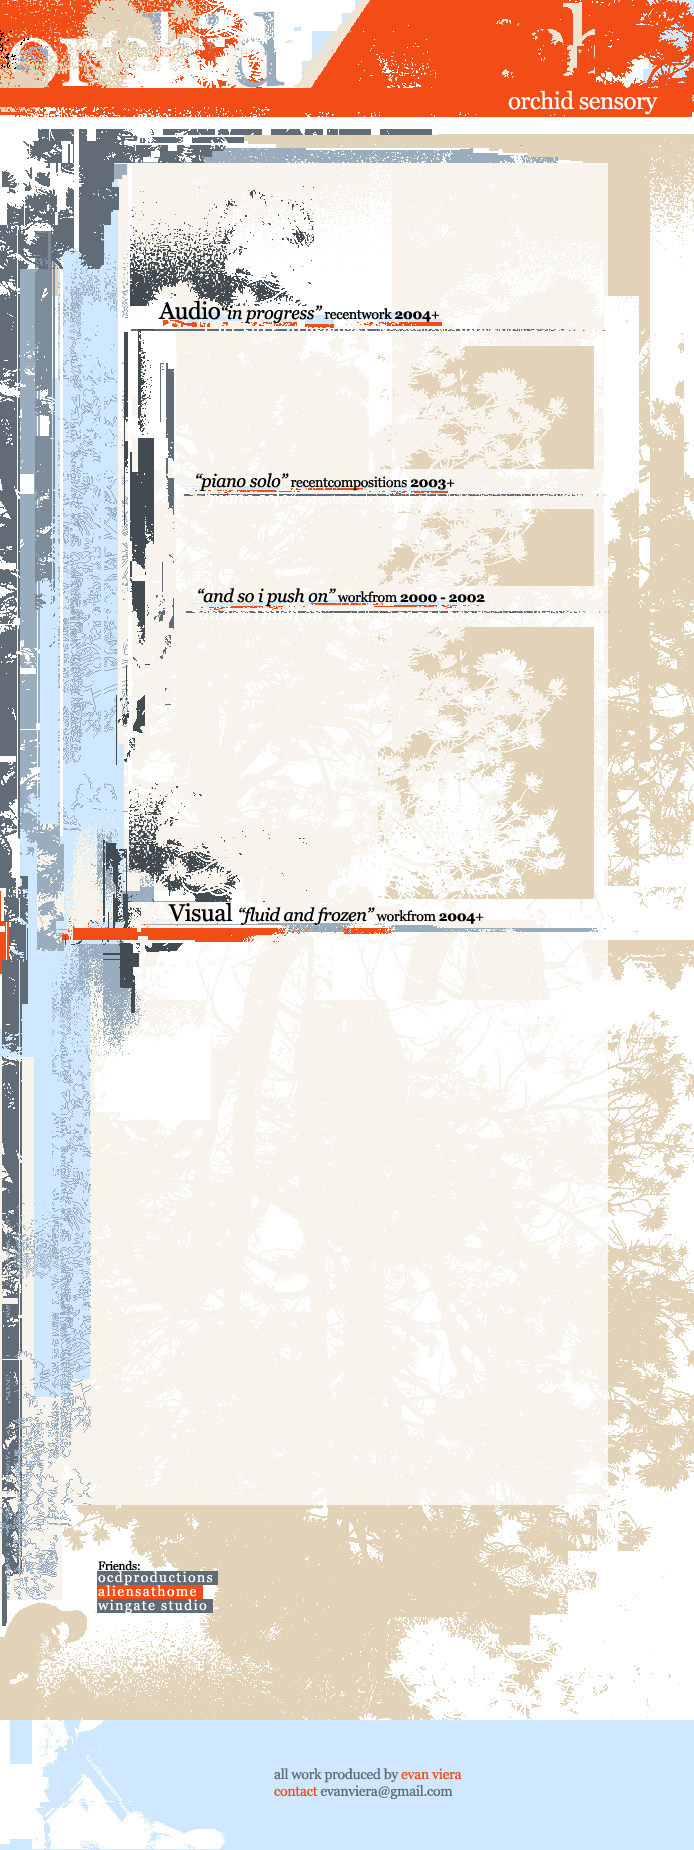 orchid
orchid sensory
Audio “in progress” recentwork 2004+
“piano solo” recentcompositions 2003+
“and so i push on” workfrom 2000 - 2002
Visual “fluid and frozen” workfrom 2004+
Friends:
ocdproductions
aliensathome
wingate studio
all work produced by evan viera
contact evanviera@gmail.com